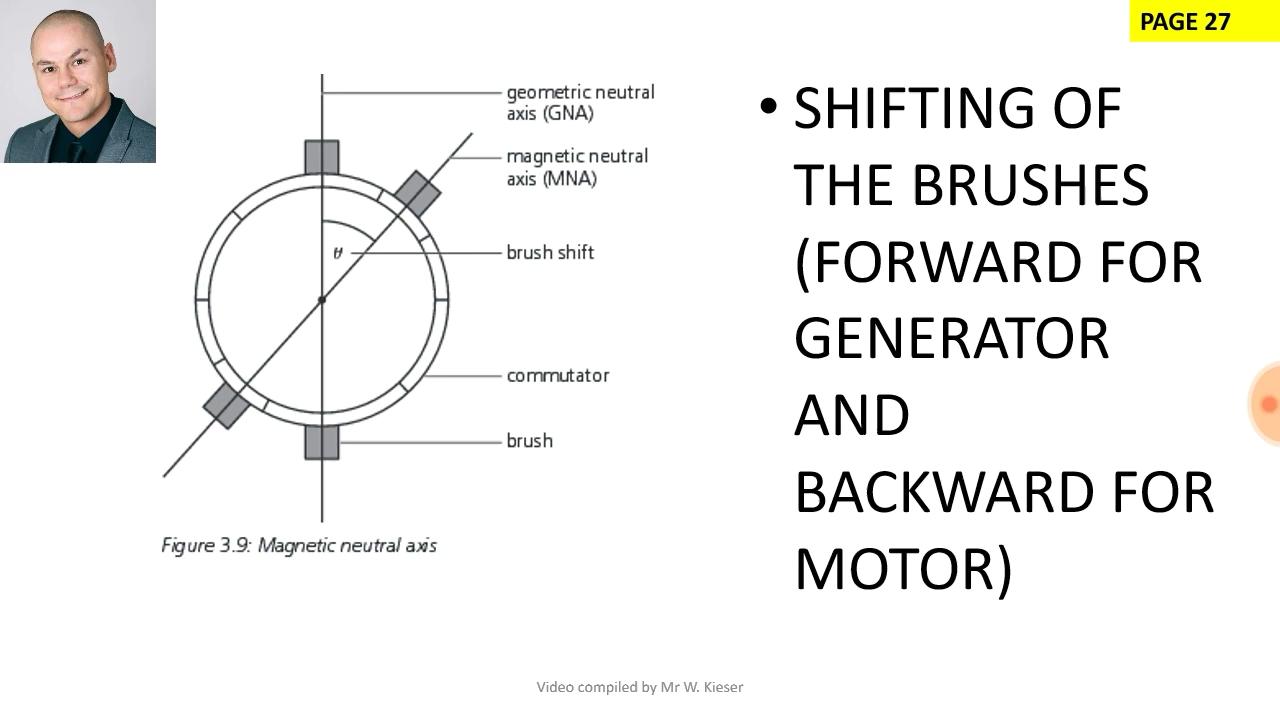 PAGE 27
geometric neutral
axis (GNA)
magnetic neutral
axis (MNA)
θ
brush shift
commutator
brush
Figure 3.9: Magnetic neutral axis
• SHIFTING OF
THE BRUSHES
(FORWARD FOR
GENERATOR
AND
BACKWARD FOR
MOTOR)
Video compiled by Mr W. Kieser